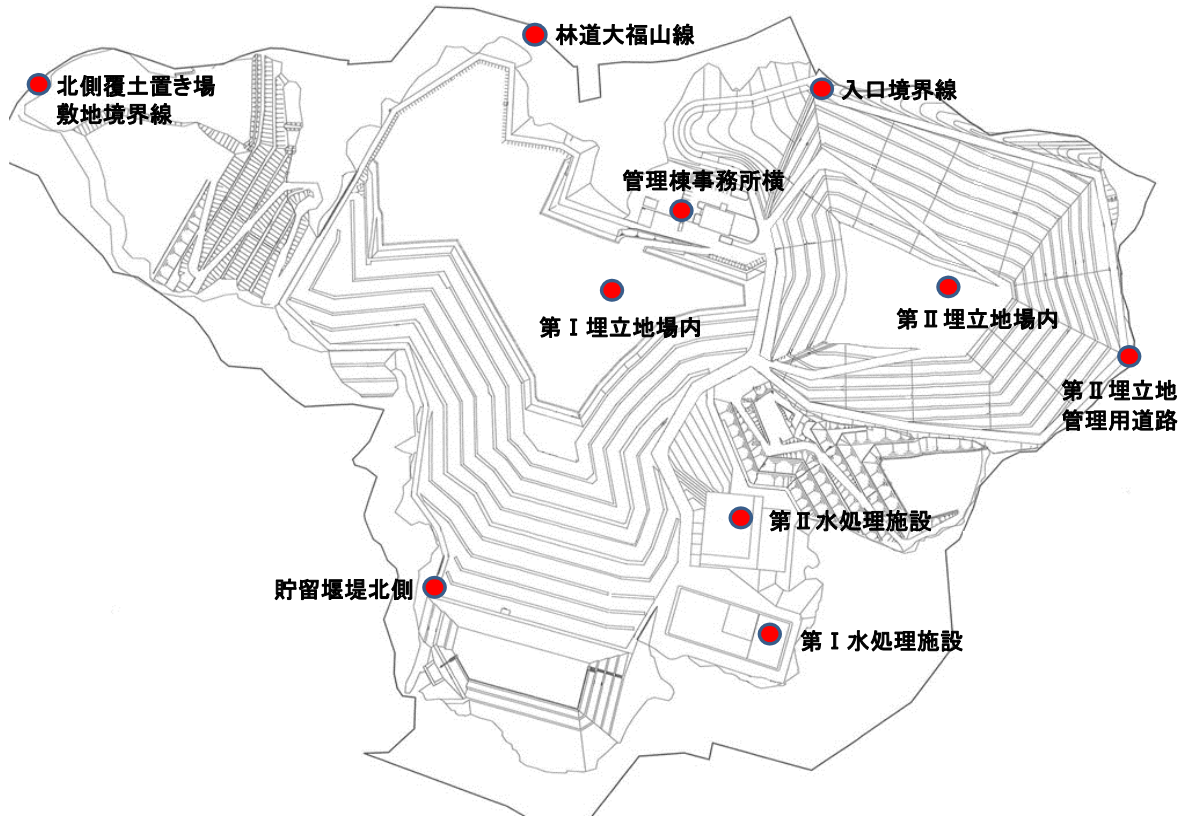 林道大福山線
北側覆土置き場
敷地境界線
入口境界線
管理棟事務所横
第Ⅰ埋立地場内
第Ⅱ埋立地場内
第Ⅱ埋立地
管理用道路
第Ⅱ水処理施設
貯留堰堤北側
第Ⅰ水処理施設